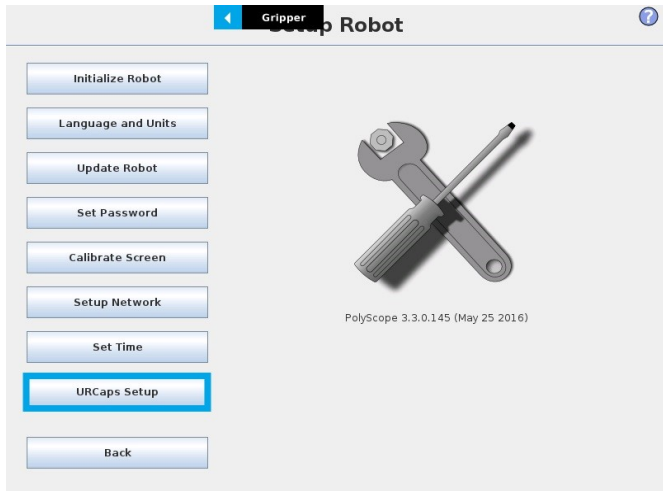 Gripper
Setup Robot
Initialize Robot
Language and Units
Update Robot
Set Password
Calibrate Screen
Setup Network
Set Time
URCaps Setup
Back
PolyScope 3.3.0.145 (May 25 2016)
?